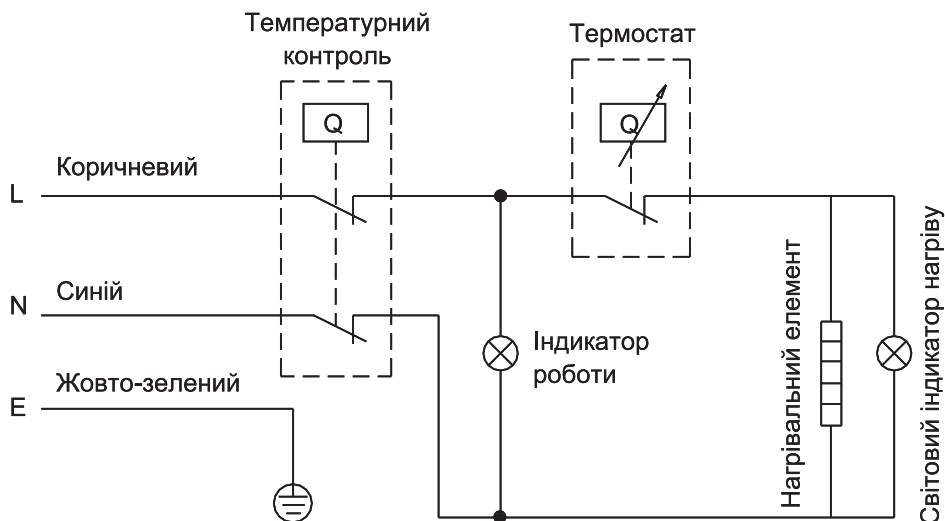 Температурний
контроль
Термостат
Q
Q
Коричневий
L
Синій
N
Жовто-зелений
E
Індикатор
роботи
Нагрівальний елемент
Світовий індикатор нагріву